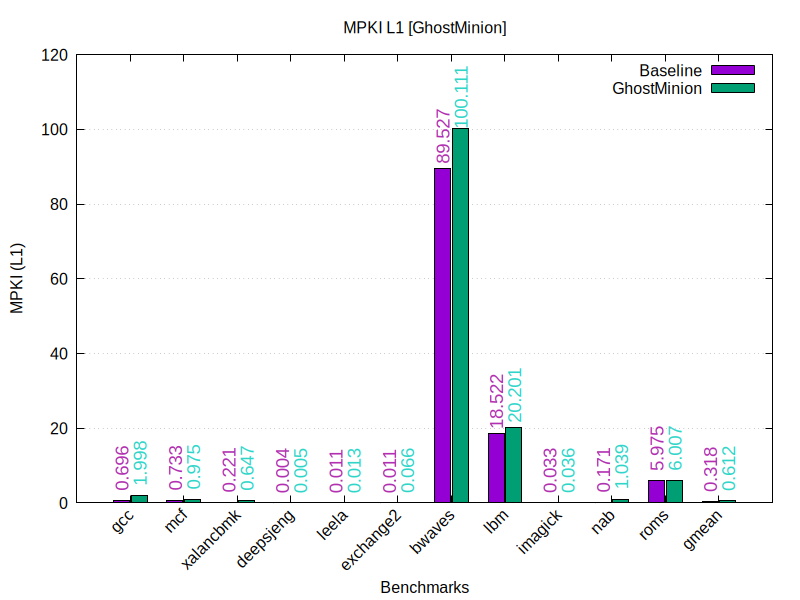 MPKI L1 [GhostMinion]
Baseline
GhostMinion
MPKI (L1)
120
100
80
60
40
20
0
0.696
1.998
0.733
0.975
0.221
0.647
0.004
0.005
0.011
0.013
0.011
0.066
89.527
100.111
18.522
20.201
0.033
0.036
0.171
1.039
5.975
6.007
0.318
0.612
gcc
mcf
xalancbmk
deepsjeng
leela
exchange2
bwaves
lbm
imagick
nab
roms
gmean
Benchmarks